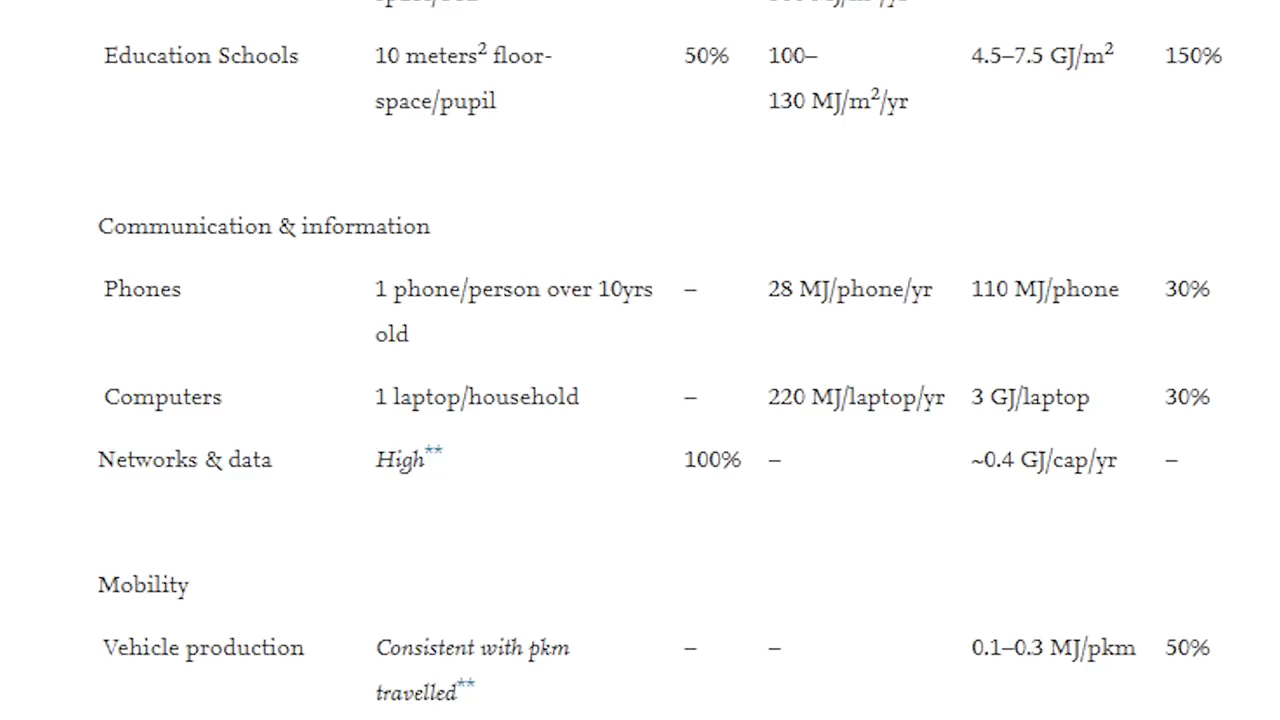 Education Schools 10 meters² floor- 50% 100– 4.5–7.5 GJ/m² 150%
space/pupil 130 MJ/m²/yr
Communication & information
Phones 1 phone/person over 10yrs – 28 MJ/phone/yr 110 MJ/phone 30%
old
Computers 1 laptop/household – 220 MJ/laptop/yr 3 GJ/laptop 30%
Networks & data High** 100% – ~0.4 GJ/cap/yr –
Mobility
Vehicle production Consistent with pkm – – 0.1–0.3 MJ/pkm 50%
travelled**